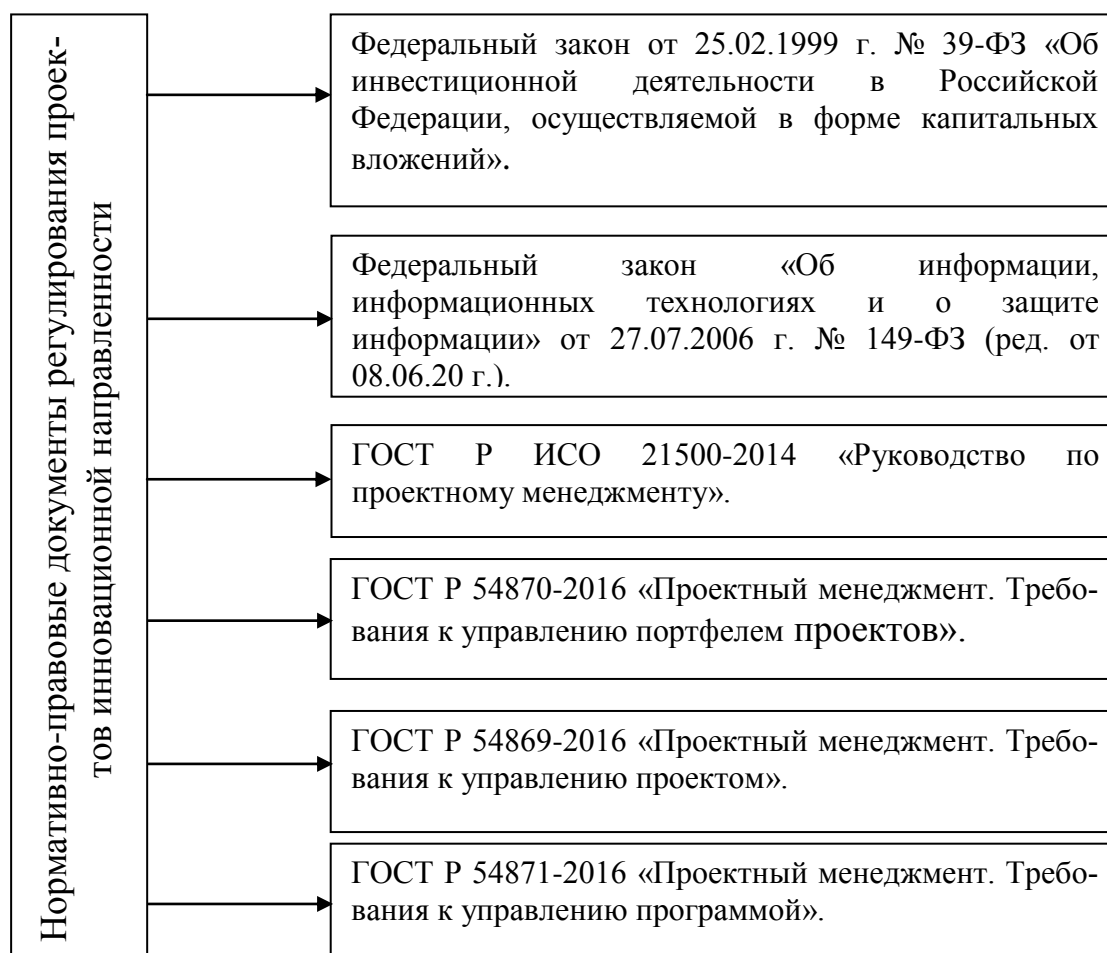 Нормативно-правовые документы регулирования проек-
тов инновационной направленности
Федеральный закон от 25.02.1999 г. № 39-ФЗ «Об
инвестиционной деятельности в Российской
Федерации, осуществляемой в форме капитальных
вложений».
Федеральный закон «Об информации,
информационных технологиях и о защите
информации» от 27.07.2006 г. № 149-ФЗ (ред. от
08.06.20 г.).
ГОСТ Р ИСО 21500-2014 «Руководство по
проектному менеджменту».
ГОСТ Р 54870-2016 «Проектный менеджмент. Требо-
вания к управлению портфелем проектов».
ГОСТ Р 54869-2016 «Проектный менеджмент. Требо-
вания к управлению проектом».
ГОСТ Р 54871-2016 «Проектный менеджмент. Требо-
вания к управлению программой».